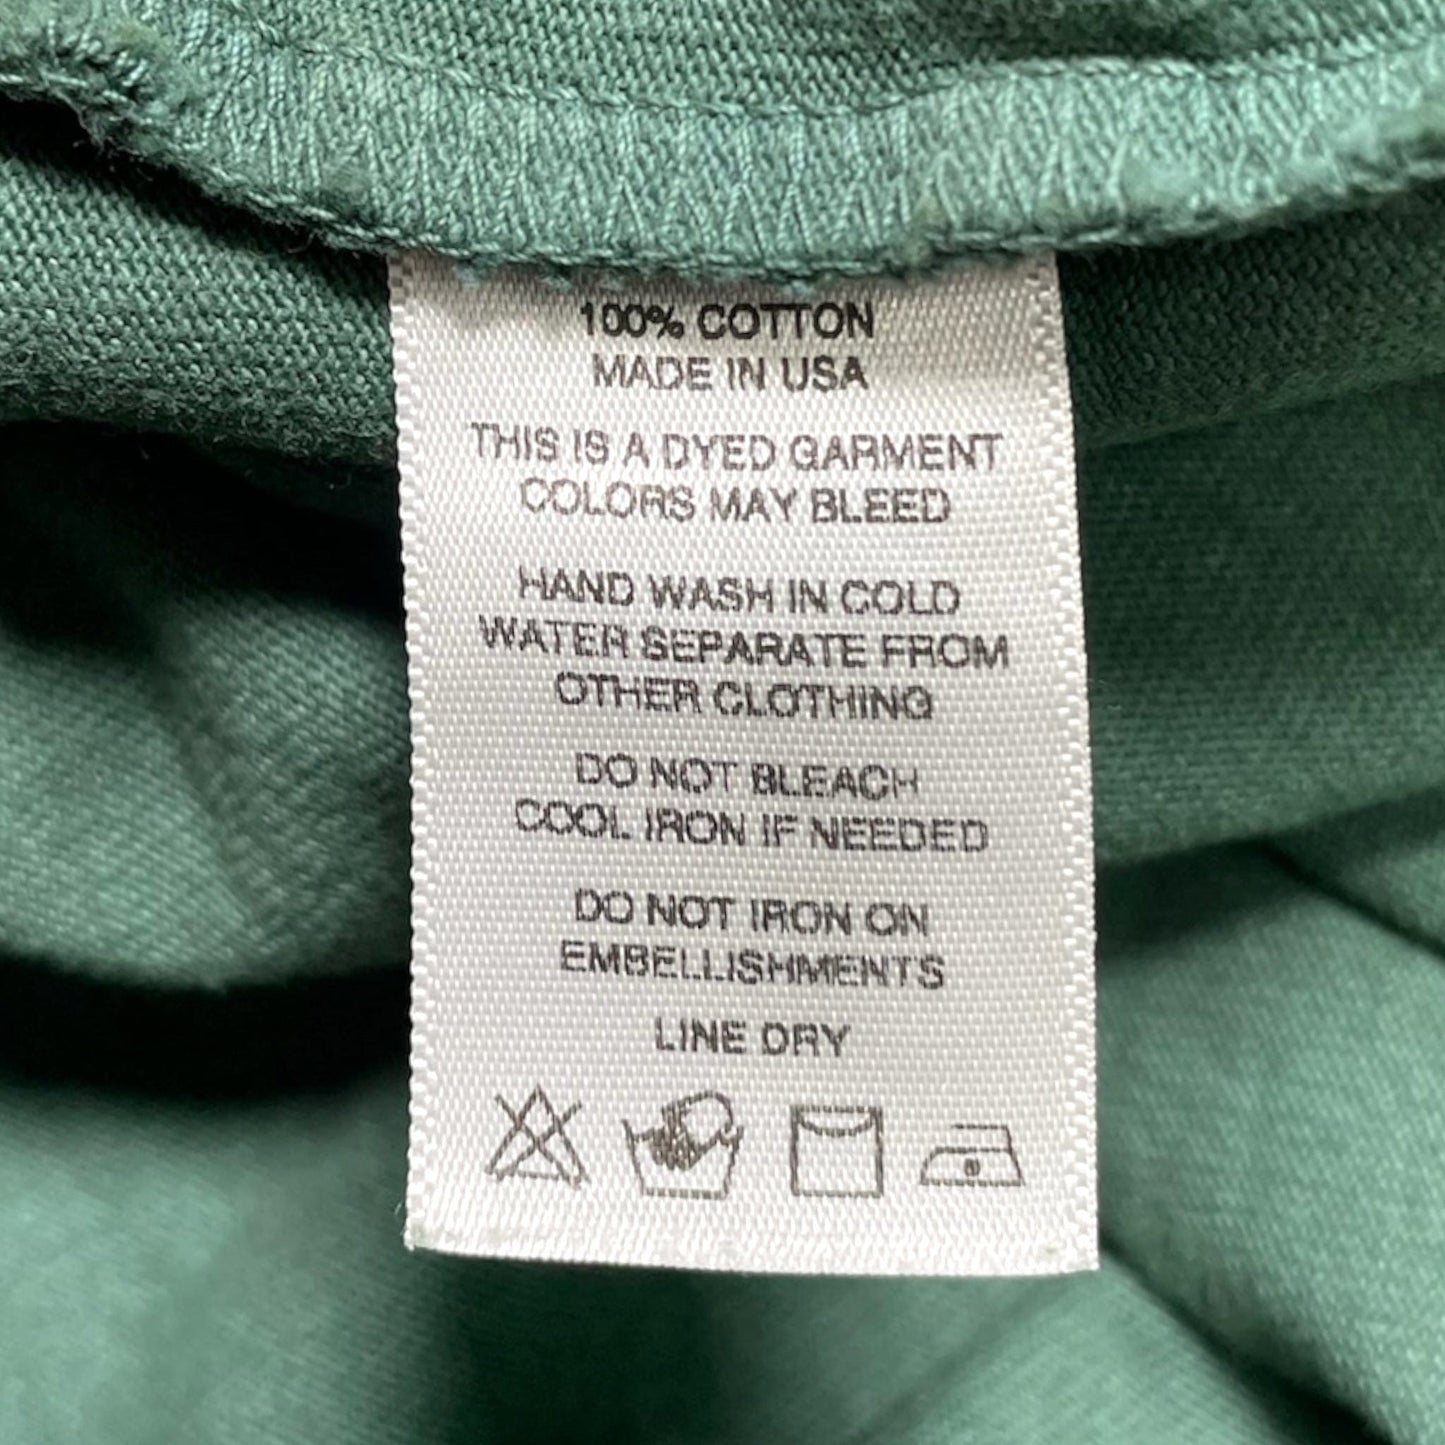 100% COTTON
MADE IN USA
THIS IS A DYED GARMENT
COLORS MAY BLEED
HAND WASH IN COLD
WATER SEPARATE FROM
OTHER CLOTHING
DO NOT BLEACH
COOL IRON IF NEEDED
DO NOT IRON ON
EMBELLISHMENTS
LINE DRY